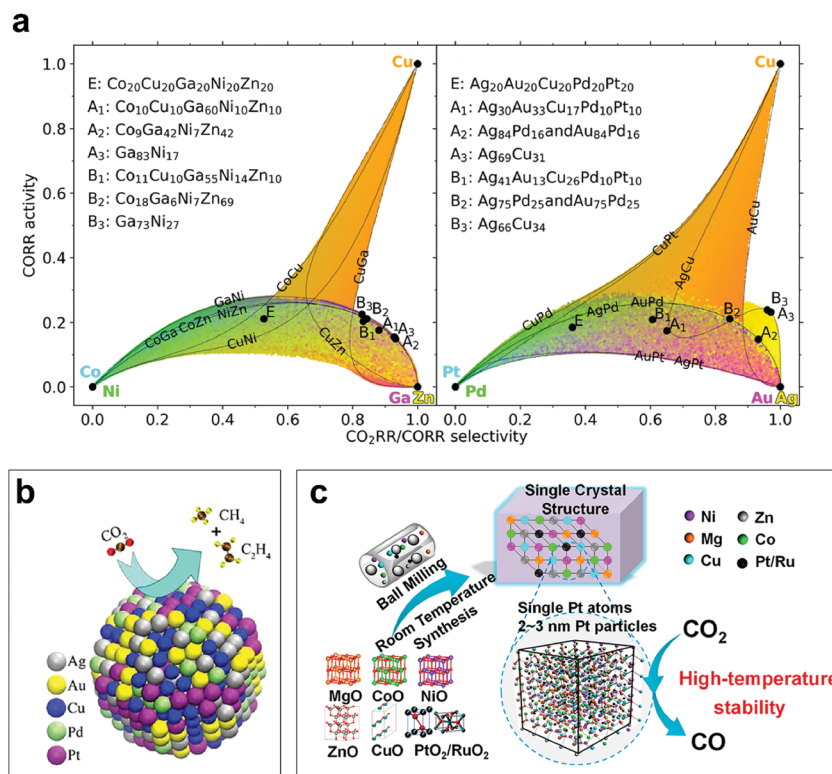 a
CORR activity
1.0
0.8
0.6
0.4
0.2
0.0
E: Co₂₀Cu₂₀Ga₂₀Ni₂₀Zn₂₀
A₁: Co₁₀Cu₁₀Ga₆₀Ni₁₀Zn₁₀
A₂: Co₉Ga₄₂Ni₇Zn₄₂
A₃: Ga₈₃Ni₁₇
B₁: Co₁₁Cu₁₀Ga₅₅Ni₁₄Zn₁₀
B₂: Co₁₈Ga₆Ni₇Zn₆₉
B₃: Ga₇₃Ni₂₇
Cu
CoCu
CuGa
GaNi
CoGa
CoZn
NiZn
CuNi
CuZn
E
B₃
B₂
B₁
A₁
A₃
A₂
Co
Ni
Ga
Zn
0.0 0.2 0.4 0.6 0.8 1.0
E: Ag₂₀Au₂₀Cu₂₀Pd₂₀Pt₂₀
A₁: Ag₃₀Au₃₃Cu₁₇Pd₁₀Pt₁₀
A₂: Ag₈₄Pd₁₆andAu₈₄Pd₁₆
A₃: Ag₆₉Cu₃₁
B₁: Ag₄₁Au₁₃Cu₂₆Pd₁₀Pt₁₀
B₂: Ag₇₅Pd₂₅andAu₇₅Pd₂₅
B₃: Ag₆₆Cu₃₄
Cu
CuPt
AgCu
AuCu
CuPd
AgPd
AuPd
AuPt
AgPt
E
B₁
A₁
B₂
B₃
A₃
A₂
Pt
Pd
Au
Ag
0.0 0.2 0.4 0.6 0.8 1.0
CO₂RR/CORR selectivity
b
CO₂
CH₄
+
C₂H₄
Ag
Au
Cu
Pd
Pt
c
Single Crystal
Structure
Ni
Zn
Mg
Co
Cu
Pt/Ru
Ball Milling
Room Temperature
Synthesis
MgO CoO NiO
ZnO CuO PtO₂/RuO₂
Single Pt atoms
2~3 nm Pt particles
CO₂
High-temperature
stability
CO